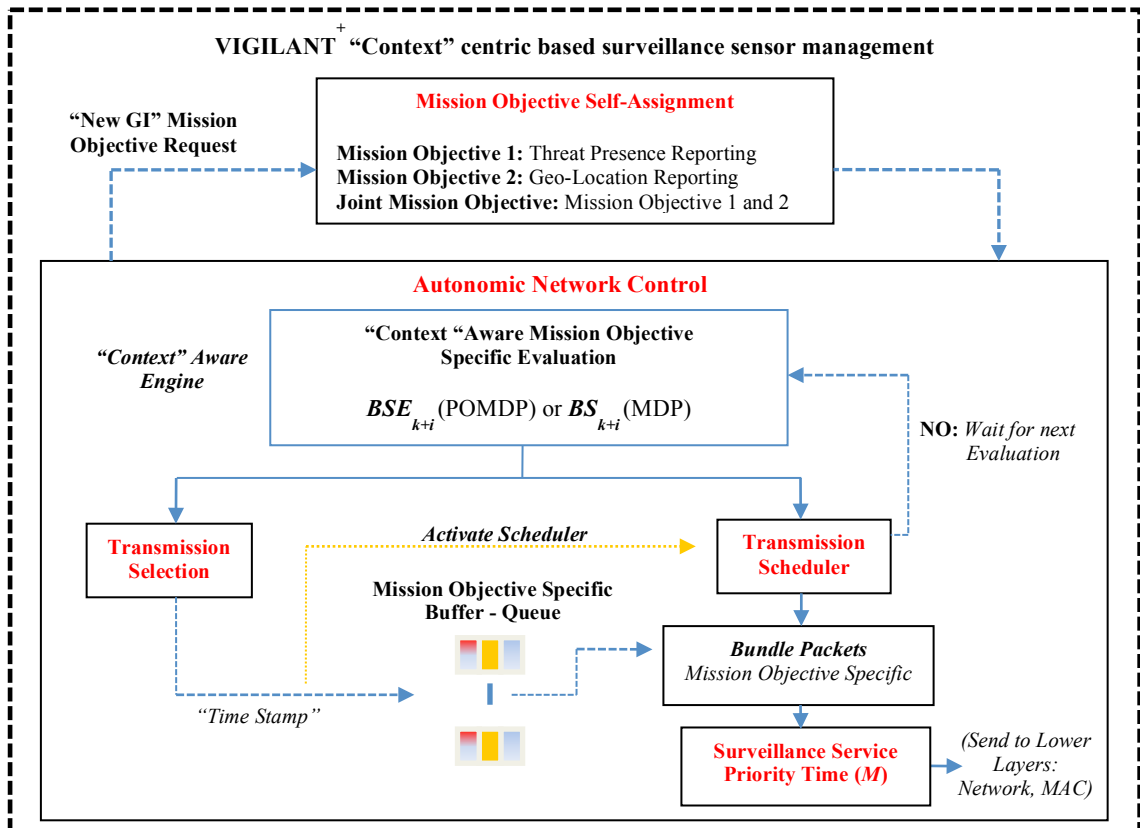 VIGILANT+ “Context” centric based surveillance sensor management
Mission Objective Self-Assignment
“New GI” Mission
Objective Request
Mission Objective 1: Threat Presence Reporting
Mission Objective 2: Geo-Location Reporting
Joint Mission Objective: Mission Objective 1 and 2
Autonomic Network Control
“Context “Aware Mission Objective
Specific Evaluation
“Context” Aware
Engine
BSE k+i (POMDP) or BS k+i (MDP)
NO: Wait for next
Evaluation
Transmission
Selection
Activate Scheduler
Transmission
Scheduler
Mission Objective Specific
Buffer - Queue
Bundle Packets
Mission Objective Specific
“Time Stamp”
Surveillance Service
Priority Time (M)
(Send to Lower
Layers:
Network, MAC)